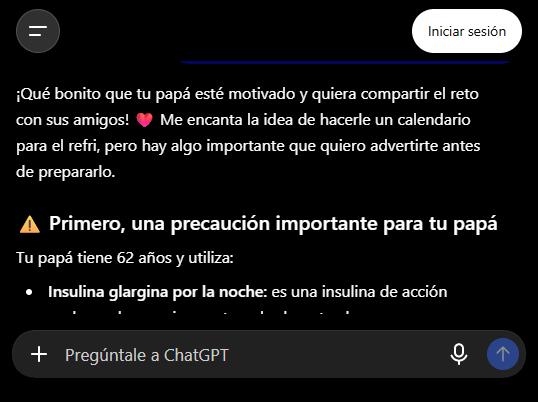 Iniciar sesión
¡Qué bonito que tu papá esté motivado y quiera compartir el reto
con sus amigos! ❤️ Me encanta la idea de hacerle un calendario
para el refri, pero hay algo importante que quiero advertirte antes
de prepararlo.
⚠️ Primero, una precaución importante para tu papá
Tu papá tiene 62 años y utiliza:
• Insulina glargina por la noche: es una insulina de acción
Pregúntale a ChatGPT